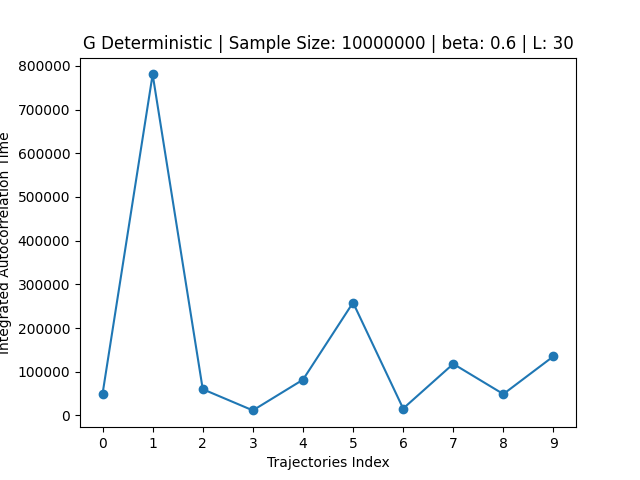 G Deterministic | Sample Size: 10000000 | beta: 0.6 | L: 30
800000
700000
600000
500000
400000
300000
200000
100000
0
Integrated Autocorrelation Time
0 1 2 3 4 5 6 7 8 9
Trajectories Index